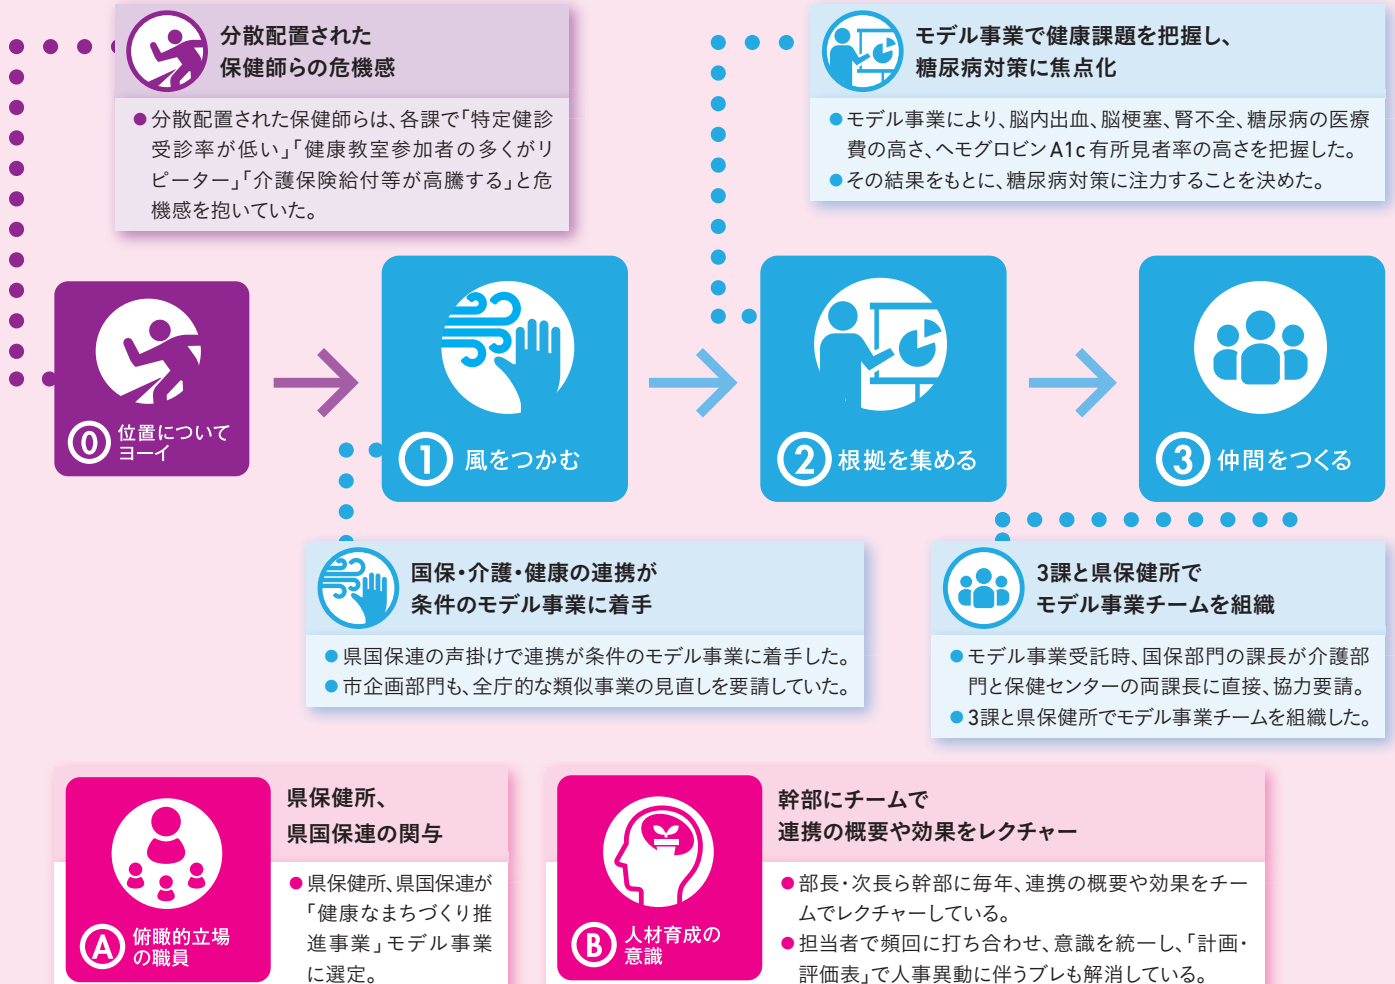 分散配置された
保健師らの危機感
●分散配置された保健師らは、各課で「特定健診
受診率が低い」「健康教室参加者の多くがリ
ピーター」「介護保険給付等が高騰する」と危
機感を抱いていた。
モデル事業で健康課題を把握し、
糖尿病対策に焦点化
●モデル事業により、脳内出血、脳梗塞、腎不全、糖尿病の医療
費の高さ、ヘモグロビンA1c有所見者率の高さを把握した。
●その結果をもとに、糖尿病対策に注力することを決めた。
0 位置について
ヨーイ
1 風をつかむ
2 根拠を集める
3 仲間をつくる
国保・介護・健康の連携が
条件のモデル事業に着手
●県国保連の声掛けで連携が条件のモデル事業に着手した。
●市企画部門も、全庁的な類似事業の見直しを要請していた。
3課と県保健所で
モデル事業チームを組織
●モデル事業受託時、国保部門の課長が介護部
門と保健センターの両課長に直接、協力要請。
●3課と県保健所でモデル事業チームを組織した。
A 俯瞰的立場
の職員
県保健所、
県国保連の関与
●県保健所、県国保連が
「健康なまちづくり推
進事業」モデル事業
に選定。
B 人材育成の
意識
幹部にチームで
連携の概要や効果をレクチャー
●部長・次長ら幹部に毎年、連携の概要や効果をチー
ムでレクチャーしている。
●担当者で頻回に打ち合わせ、意識を統一し、「計画・
評価表」で人事異動に伴うブレも解消している。